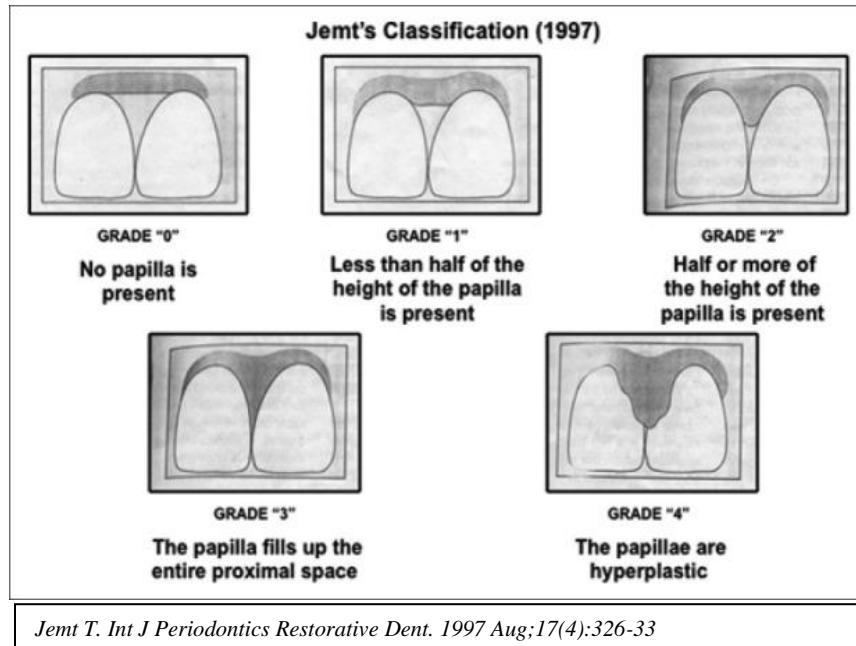 Jemt's Classification (1997)
GRADE "0"
No papilla is
present
GRADE "1"
Less than half of the
height of the papilla
is present
GRADE "2"
Half or more of
the height of the
papilla is present
GRADE "3"
The papilla fills up the
entire proximal space
GRADE "4"
The papillae are
hyperplastic
Jemt T. Int J Periodontics Restorative Dent. 1997 Aug;17(4):326-33